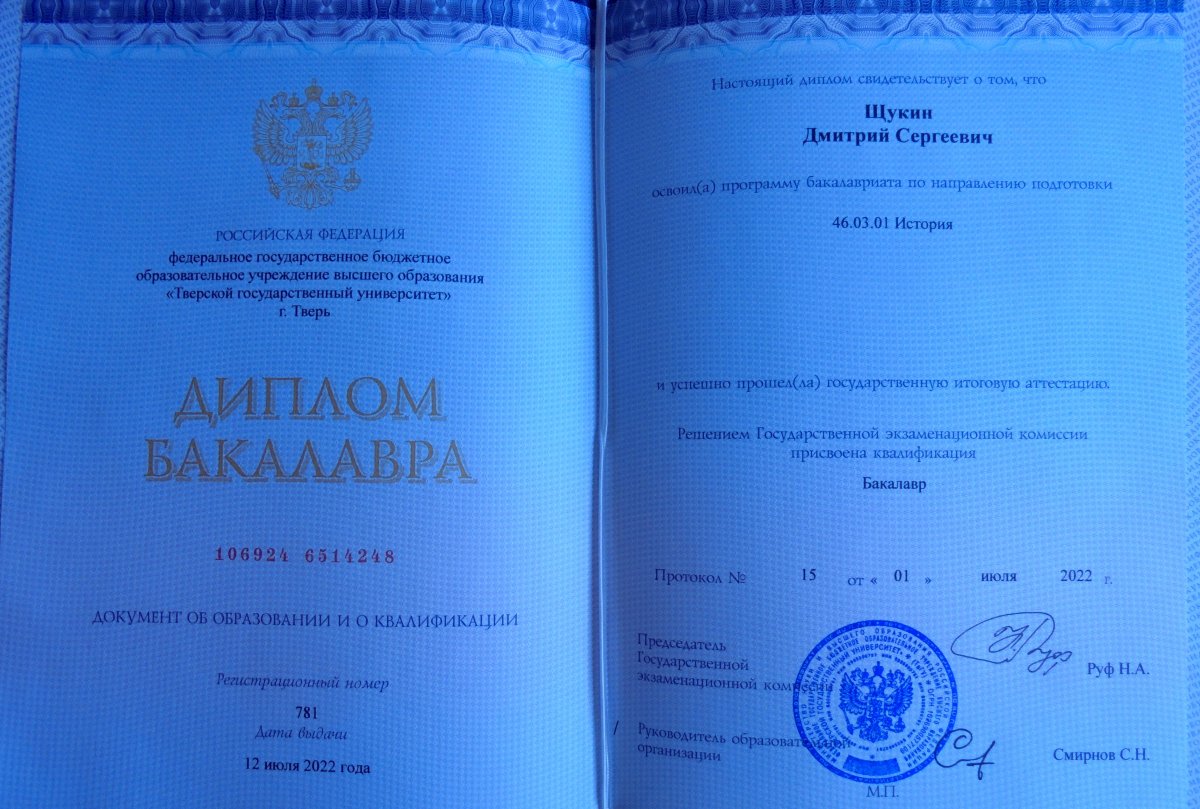 РОССИЙСКАЯ ФЕДЕРАЦИЯ
федеральное государственное бюджетное
образовательное учреждение высшего образования
«Тверской государственный университет»
г. Тверь
ДИПЛОМ
БАКАЛАВРА
106924 6514248
ДОКУМЕНТ ОБ ОБРАЗОВАНИИ И О КВАЛИФИКАЦИИ
Регистрационный номер
781
Дата выдачи
12 июля 2022 года
Настоящий диплом свидетельствует о том, что
Щукин
Дмитрий Сергеевич
освоил(а) программу бакалавриата по направлению подготовки
46.03.01 История
и успешно прошел(ла) государственную итоговую аттестацию.
Решением Государственной экзаменационной комиссии
присвоена квалификация
Бакалавр
Протокол № 15 от « 01 » июля 2022 г.
Председатель
Государственной
экзаменационной комиссии
Руф Н.А.
/ Руководитель образовательной
организации
Смирнов С.Н.
М.П.